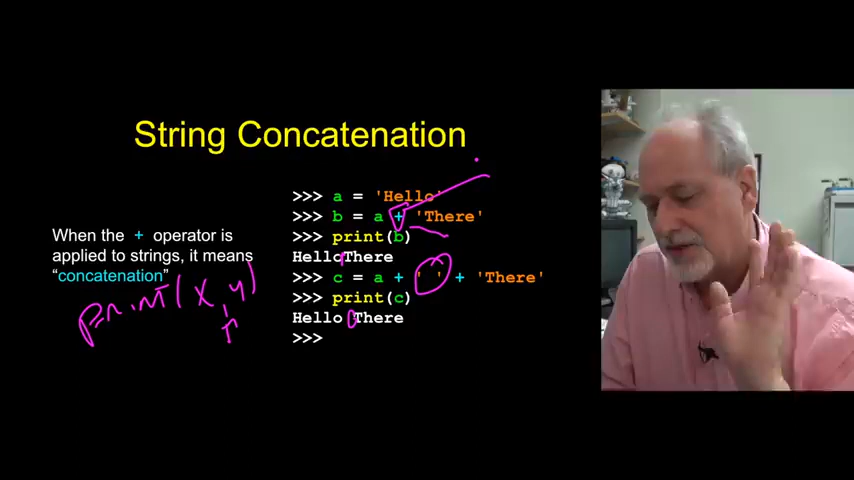 String Concatenation
When the + operator is
applied to strings, it means
“concatenation”
print(x, y)
>>> a = 'Hello'
>>> b = a + 'There'
>>> print(b)
HelloThere
>>> c = a + ' ' + 'There'
>>> print(c)
Hello There
>>>